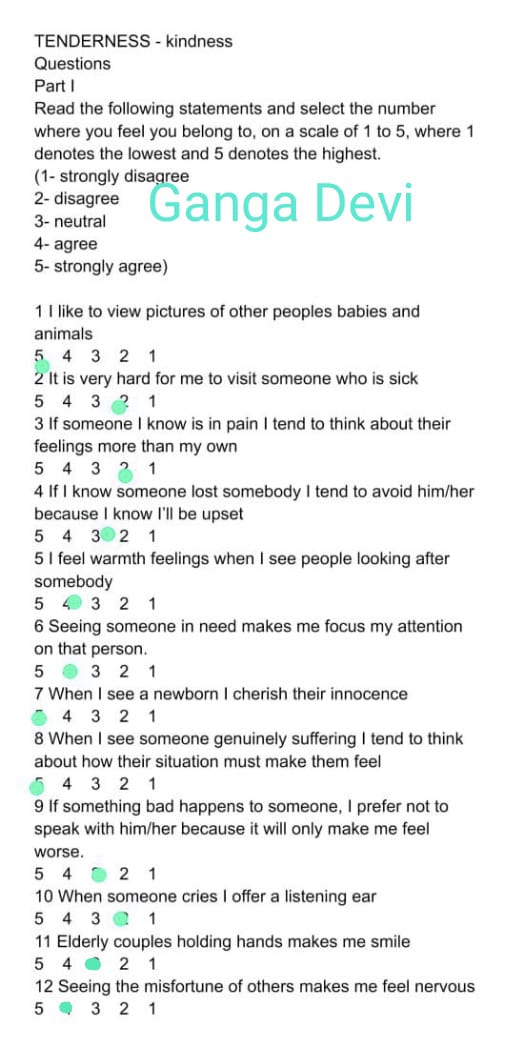 TENDERNESS - kindness
Questions
Part I
Read the following statements and select the number
where you feel you belong to, on a scale of 1 to 5, where 1
denotes the lowest and 5 denotes the highest.
(1- strongly disagree
2- disagree
Ganga Devi
3- neutral
4- agree
5- strongly agree)
1 I like to view pictures of other peoples babies and
animals
5 4 3 2 1
2 It is very hard for me to visit someone who is sick
5 4 3 2 1
3 If someone I know is in pain I tend to think about their
feelings more than my own
5 4 3 2 1
4 If I know someone lost somebody I tend to avoid him/her
because I know I'll be upset
5 4 3 2 1
5 I feel warmth feelings when I see people looking after
somebody
5 4 3 2 1
6 Seeing someone in need makes me focus my attention
on that person.
5 3 2 1
7 When I see a newborn I cherish their innocence
4 3 2 1
8 When I see someone genuinely suffering I tend to think
about how their situation must make them feel
5 4 3 2 1
9 If something bad happens to someone, I prefer not to
speak with him/her because it will only make me feel
worse.
5 4 2 1
10 When someone cries I offer a listening ear
5 4 3 1
11 Elderly couples holding hands makes me smile
5 4 2 1
12 Seeing the misfortune of others makes me feel nervous
5 3 2 1